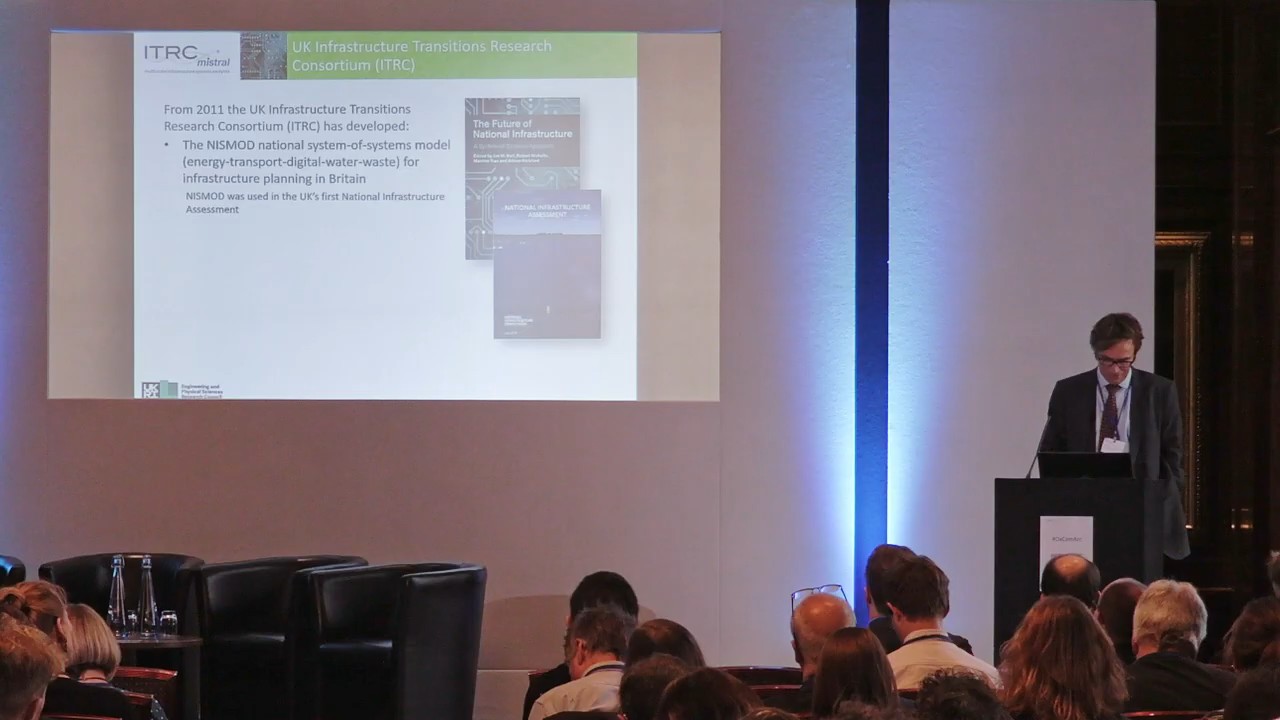 ITRC
mistral
UK Infrastructure Transitions Research
Consortium (ITRC)
From 2011 the UK Infrastructure Transitions
Research Consortium (ITRC) has developed:
• The NISMOD national system-of-systems model
(energy-transport-digital-water-waste) for
infrastructure planning in Britain
NISMOD was used in the UK's first National Infrastructure
Assessment
The Future of
National Infrastructure
NATIONAL INFRASTRUCTURE
ASSESSMENT
Engineering and
Physical Sciences
Research Council